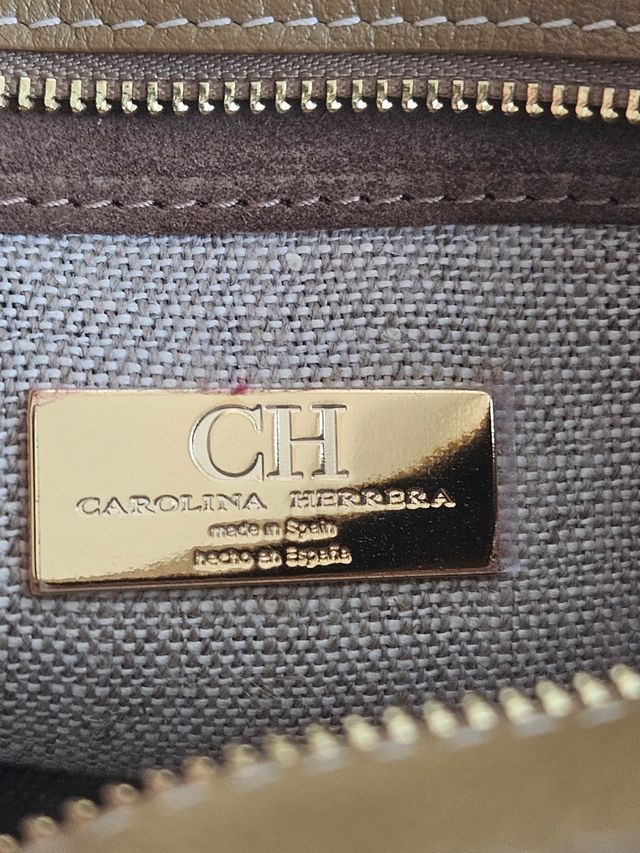 CH
CAROLINA HERRERA
made in Spain
hecho en España